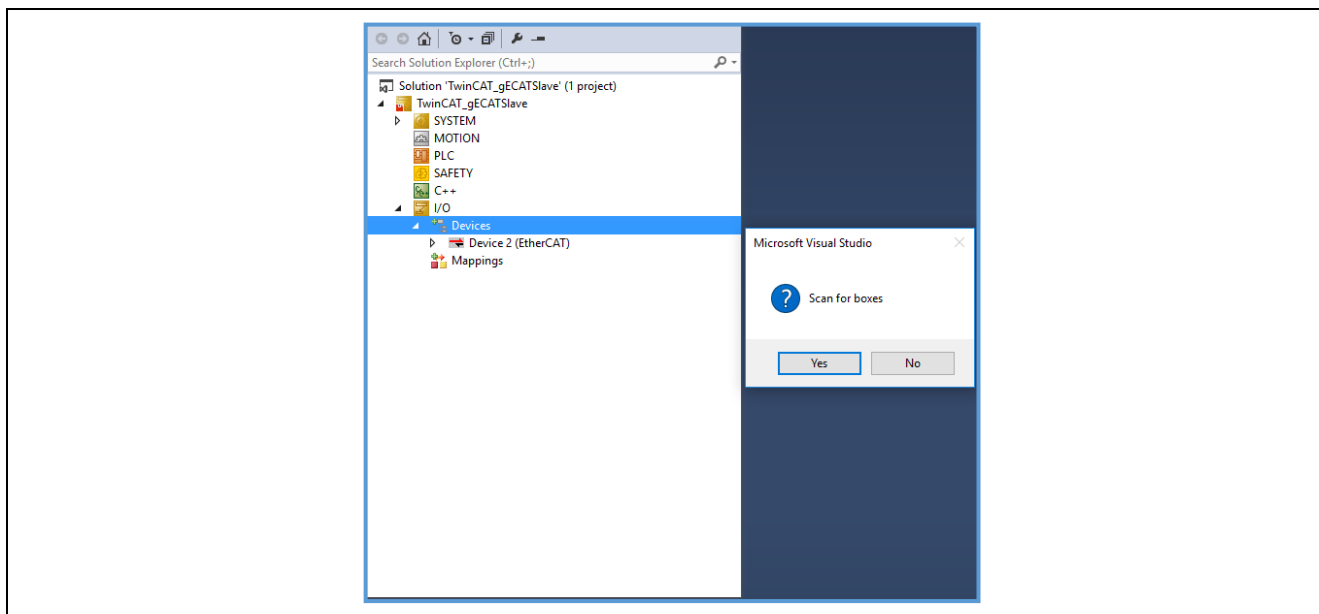 Search Solution Explorer (Ctrl+;)
Solution 'TwinCAT_gECATSlave' (1 project)
TwinCAT_gECATSlave
SYSTEM
MOTION
PLC
SAFETY
C++
I/O
Devices
Device 2 (EtherCAT)
Mappings
Microsoft Visual Studio
Scan for boxes
Yes No